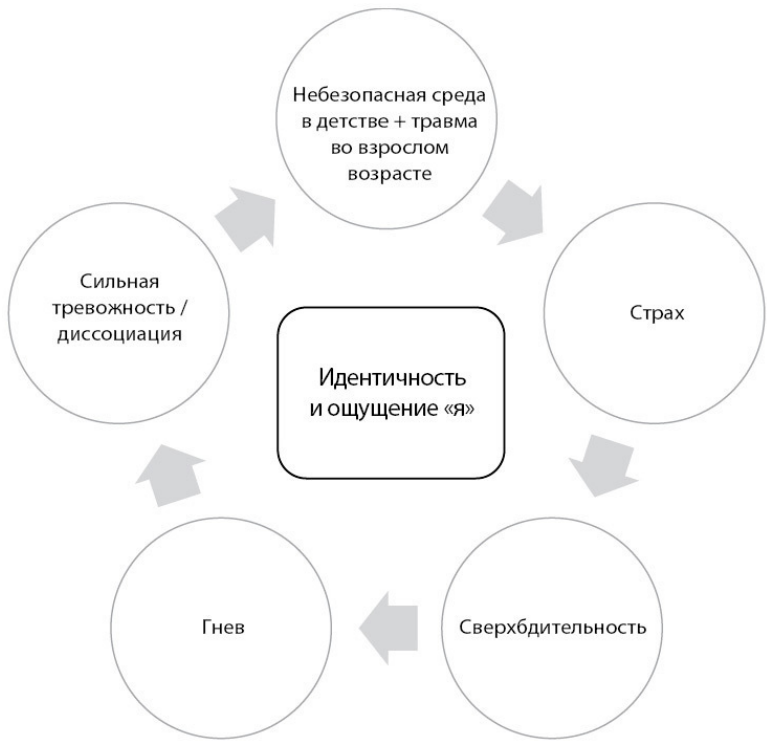 Небезопасная среда
в детстве + травма
во взрослом
возрасте
Страх
Сверхбдительность
Гнев
Сильная
тревожность /
диссоциация
Идентичность
и ощущение «я»